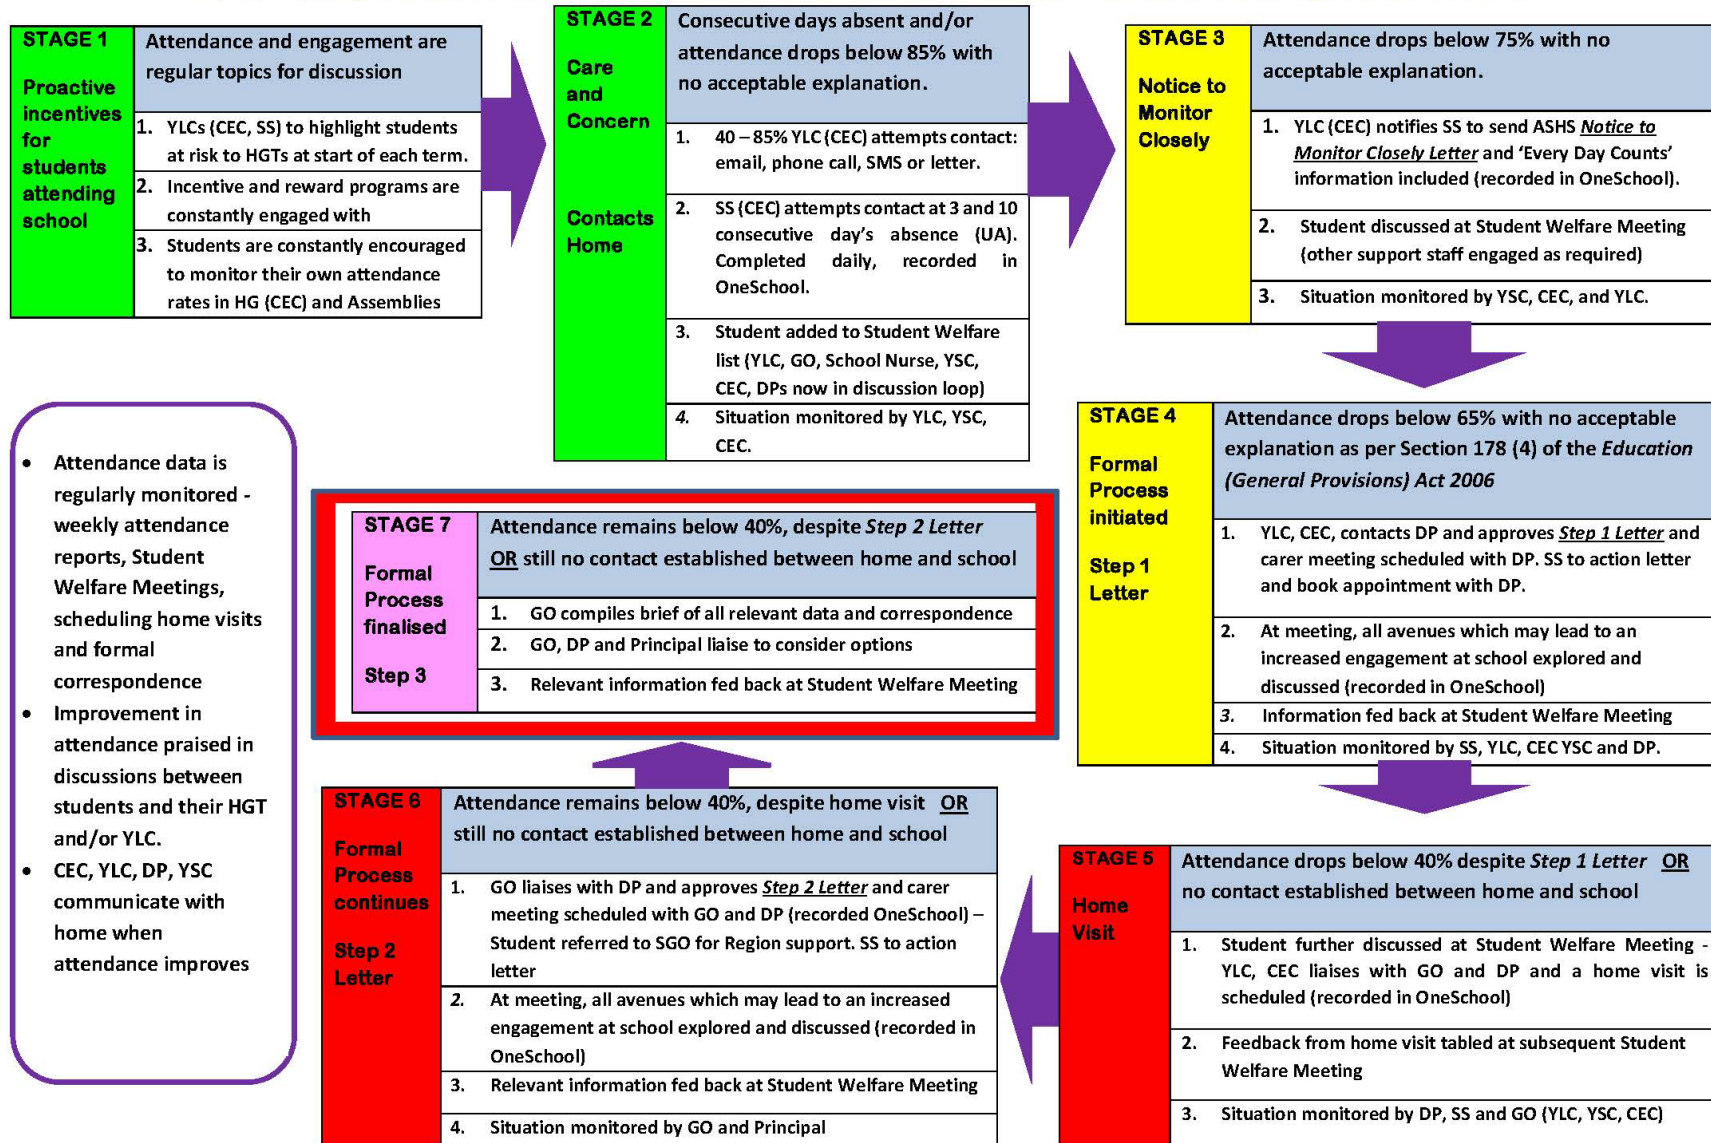 STAGE 1
Proactive
incentives
for
students
attending
school
Attendance and engagement are
regular topics for discussion
1. YLCs (CEC, SS) to highlight students
at risk to HGTs at start of each term.
2. Incentive and reward programs are
constantly engaged with
3. Students are constantly encouraged
to monitor their own attendance
rates in HG (CEC) and Assemblies
STAGE 2
Care
and
Concern
Contacts
Home
Consecutive days absent and/or
attendance drops below 85% with
no acceptable explanation.
1. 40 – 85% YLC (CEC) attempts contact:
email, phone call, SMS or letter.
2. SS (CEC) attempts contact at 3 and 10
consecutive day's absence (UA).
Completed daily, recorded in
OneSchool.
3. Student added to Student Welfare
list (YLC, GO, School Nurse, YSC,
CEC, DPs now in discussion loop)
4. Situation monitored by YLC, YSC,
CEC.
STAGE 3
Notice to
Monitor
Closely
Attendance drops below 75% with no
acceptable explanation.
1. YLC (CEC) notifies SS to send ASHS Notice to
Monitor Closely Letter and 'Every Day Counts'
information included (recorded in OneSchool).
2. Student discussed at Student Welfare Meeting
(other support staff engaged as required)
3. Situation monitored by YSC, CEC, and YLC.
STAGE 4
Formal
Process
initiated
Step 1
Letter
Attendance drops below 65% with no acceptable
explanation as per Section 178 (4) of the Education
(General Provisions) Act 2006
1. YLC, CEC, contacts DP and approves Step 1 Letter and
carer meeting scheduled with DP. SS to action letter
and book appointment with DP.
2. At meeting, all avenues which may lead to an
increased engagement at school explored and
discussed (recorded in OneSchool)
3. Information fed back at Student Welfare Meeting
4. Situation monitored by SS, YLC, CEC YSC and DP.
STAGE 5
Home
Visit
Attendance drops below 40% despite Step 1 Letter OR
no contact established between home and school
1. Student further discussed at Student Welfare Meeting -
YLC, CEC liaises with GO and DP and a home visit is
scheduled (recorded in OneSchool)
2. Feedback from home visit tabled at subsequent Student
Welfare Meeting
3. Situation monitored by DP, SS and GO (YLC, YSC, CEC)
STAGE 6
Formal
Process
continues
Step 2
Letter
Attendance remains below 40%, despite home visit OR
still no contact established between home and school
1. GO liaises with DP and approves Step 2 Letter and carer
meeting scheduled with GO and DP (recorded OneSchool) –
Student referred to SGO for Region support. SS to action
letter
2. At meeting, all avenues which may lead to an increased
engagement at school explored and discussed (recorded in
OneSchool)
3. Relevant information fed back at Student Welfare Meeting
4. Situation monitored by GO and Principal
STAGE 7
Formal
Process
finalised
Step 3
Attendance remains below 40%, despite Step 2 Letter
OR still no contact established between home and school
1. GO compiles brief of all relevant data and correspondence
2. GO, DP and Principal liaise to consider options
3. Relevant information fed back at Student Welfare Meeting
• Attendance data is
regularly monitored -
weekly attendance
reports, Student
Welfare Meetings,
scheduling home visits
and formal
correspondence
• Improvement in
attendance praised in
discussions between
students and their HGT
and/or YLC.
• CEC, YLC, DP, YSC
communicate with
home when
attendance improves